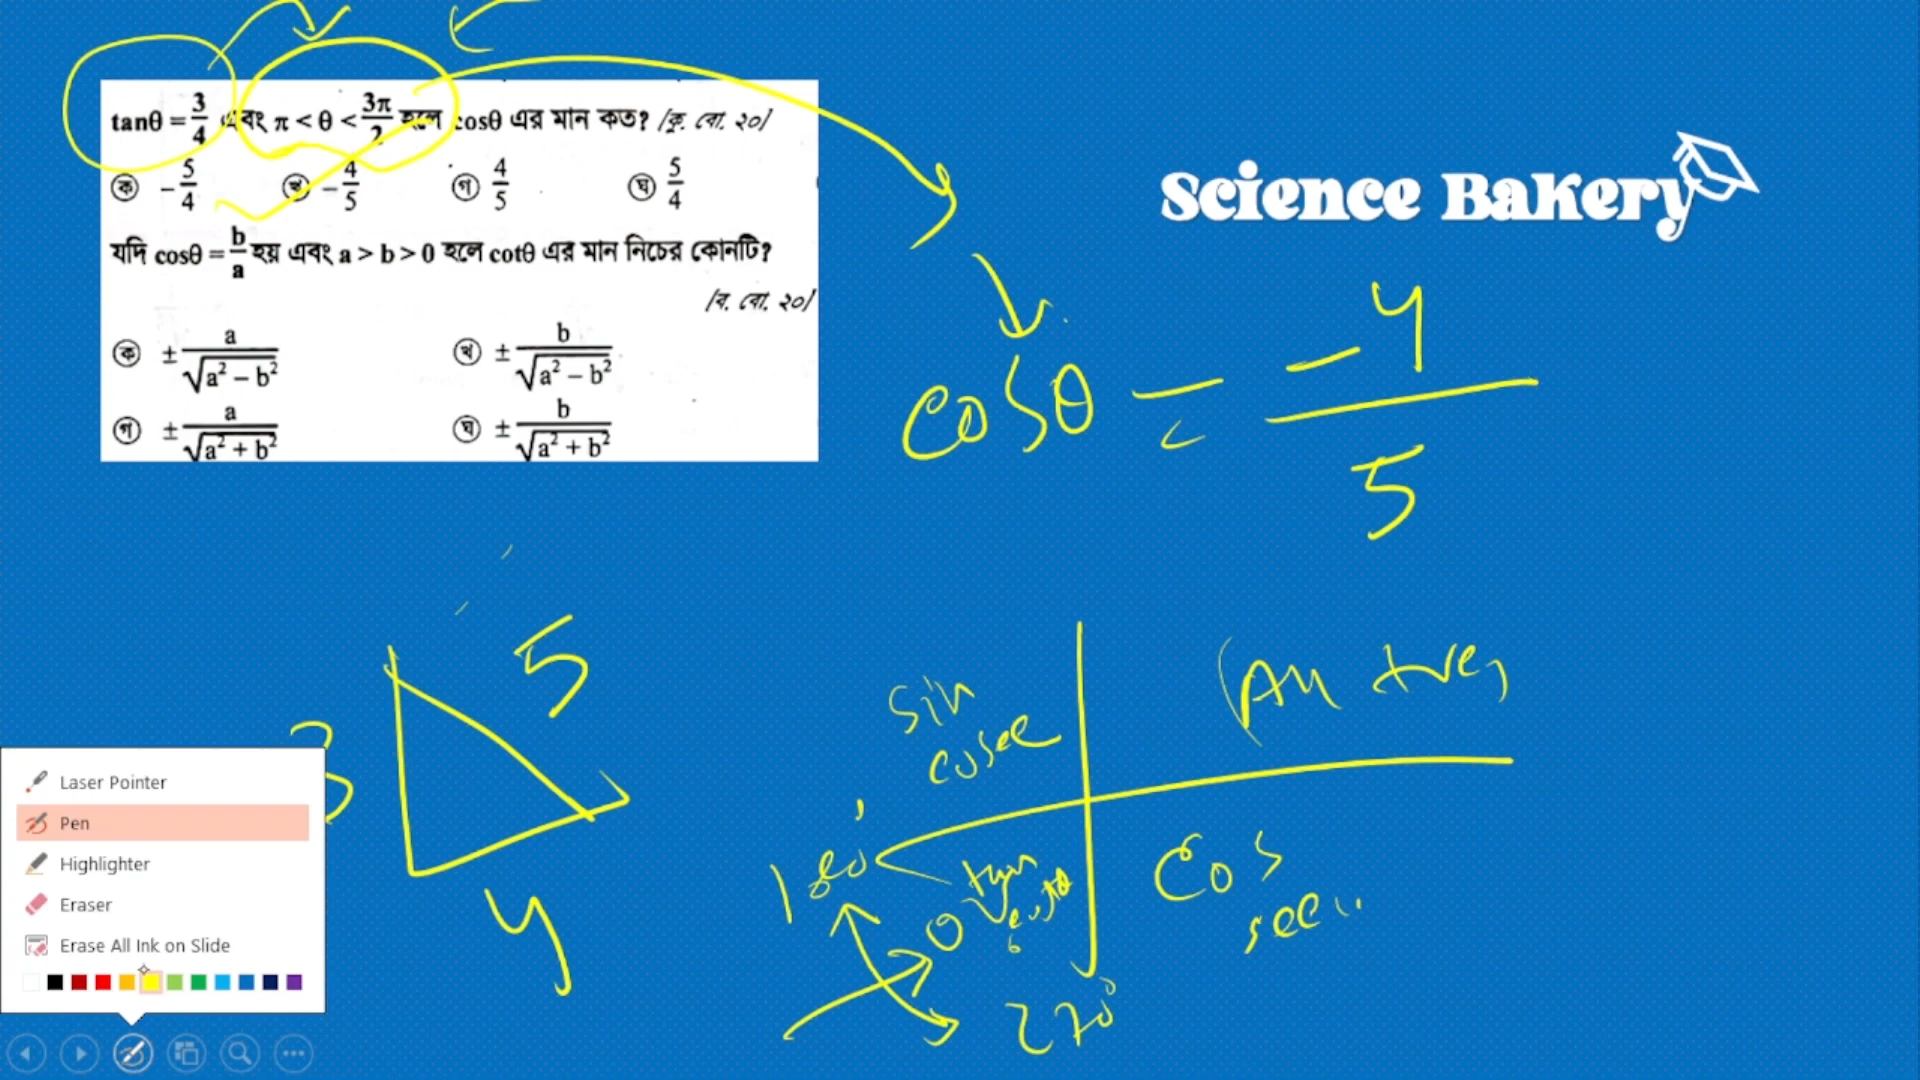 tanθ = 3/4 এবং π < θ < 3π/2 হলে cosθ এর মান কত? [কু. বো. ২০]
ক -5/4 খ -4/5 গ 4/5 ঘ 5/4
যদি cosθ = b/a হয় এবং a > b > 0 হলে cotθ এর মান নিচের কোনটি?
[ব. বো. ২০]
ক ± a/√(a² – b²) খ ± b/√(a² – b²)
গ ± a/√(a² + b²) ঘ ± b/√(a² + b²)
Science Bakery
cosθ = -4/5
5
3
4
sin
cosec
All +ve
180
tan
θ
Cos
sec
270°
Laser Pointer
Pen
Highlighter
Eraser
Erase All Ink on Slide